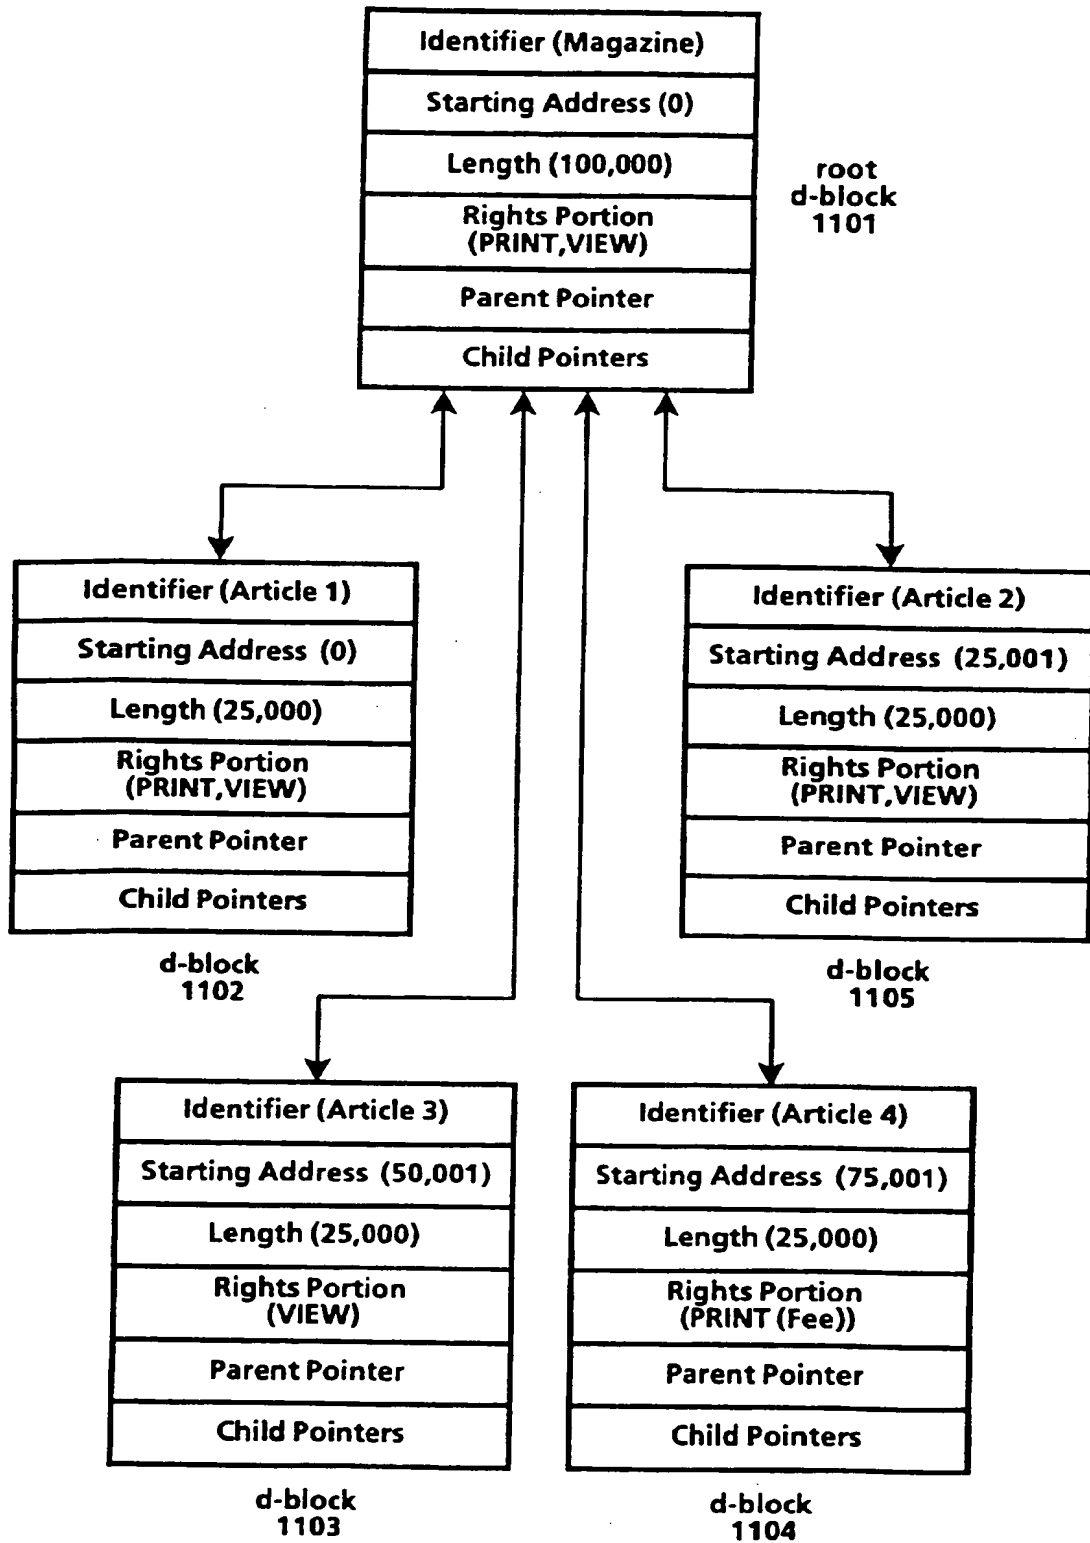 Identifier (Magazine)
Starting Address (0)
Length (100,000)
Rights Portion
(PRINT,VIEW)
Parent Pointer
Child Pointers
root
d-block
1101
Identifier (Article 1)
Starting Address (0)
Length (25,000)
Rights Portion
(PRINT,VIEW)
Parent Pointer
Child Pointers
d-block
1102
Identifier (Article 2)
Starting Address (25,001)
Length (25,000)
Rights Portion
(PRINT,VIEW)
Parent Pointer
Child Pointers
d-block
1105
Identifier (Article 3)
Starting Address (50,001)
Length (25,000)
Rights Portion
(VIEW)
Parent Pointer
Child Pointers
d-block
1103
Identifier (Article 4)
Starting Address (75,001)
Length (25,000)
Rights Portion
(PRINT (Fee))
Parent Pointer
Child Pointers
d-block
1104